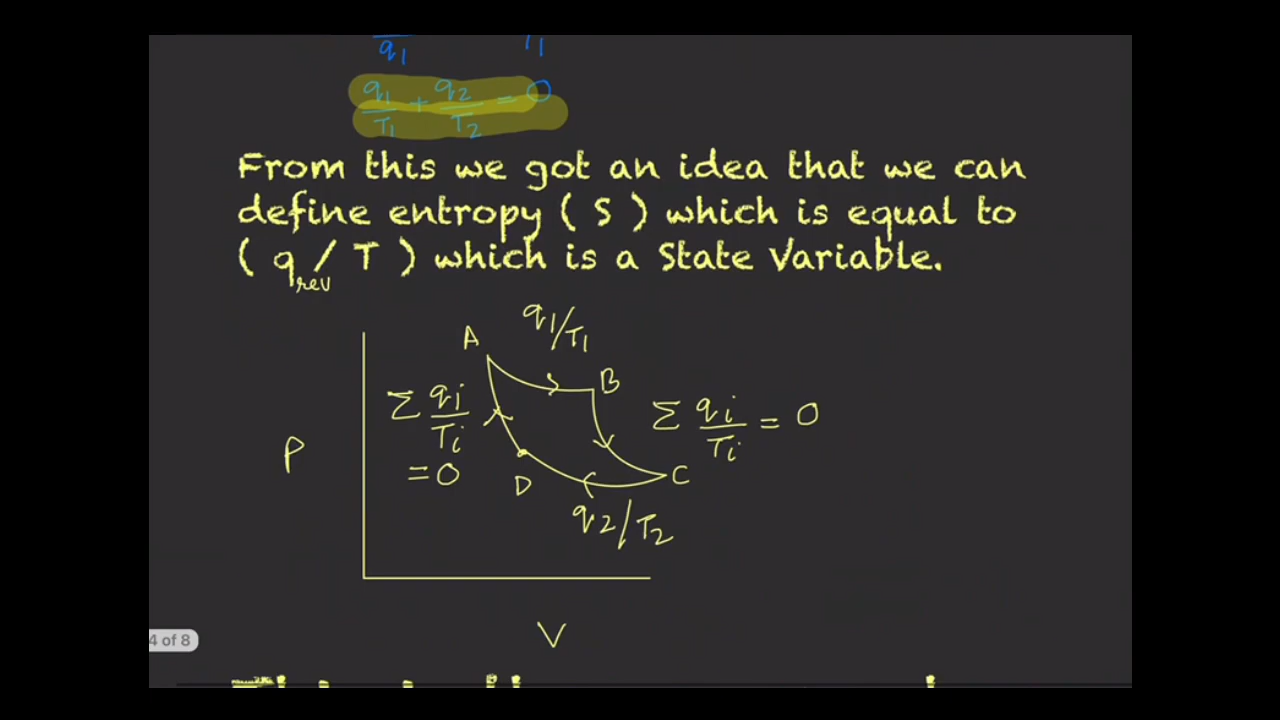 q1 T1
q1/T1 + q2/T2 = 0
From this we got an idea that we can
define entropy ( S ) which is equal to
( qrev / T ) which is a State Variable.
q1/T1
A
B
Σ qi/Ti = 0
Σ qi/Ti = 0
P
D
C
q2/T2
V
4 of 8